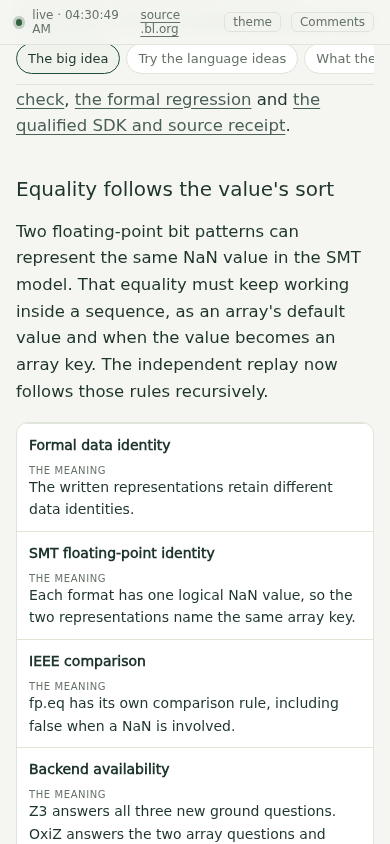 live · 04:30:49
AM
source
.bl.org
theme
Comments
The big idea
Try the language ideas
What the
check, the formal regression and the
qualified SDK and source receipt.
Equality follows the value's sort
Two floating-point bit patterns can
represent the same NaN value in the SMT
model. That equality must keep working
inside a sequence, as an array's default
value and when the value becomes an
array key. The independent replay now
follows those rules recursively.
Formal data identity
THE MEANING
The written representations retain different
data identities.
SMT floating-point identity
THE MEANING
Each format has one logical NaN value, so the
two representations name the same array key.
IEEE comparison
THE MEANING
fp.eq has its own comparison rule, including
false when a NaN is involved.
Backend availability
THE MEANING
Z3 answers all three new ground questions.
OxiZ answers the two array questions and